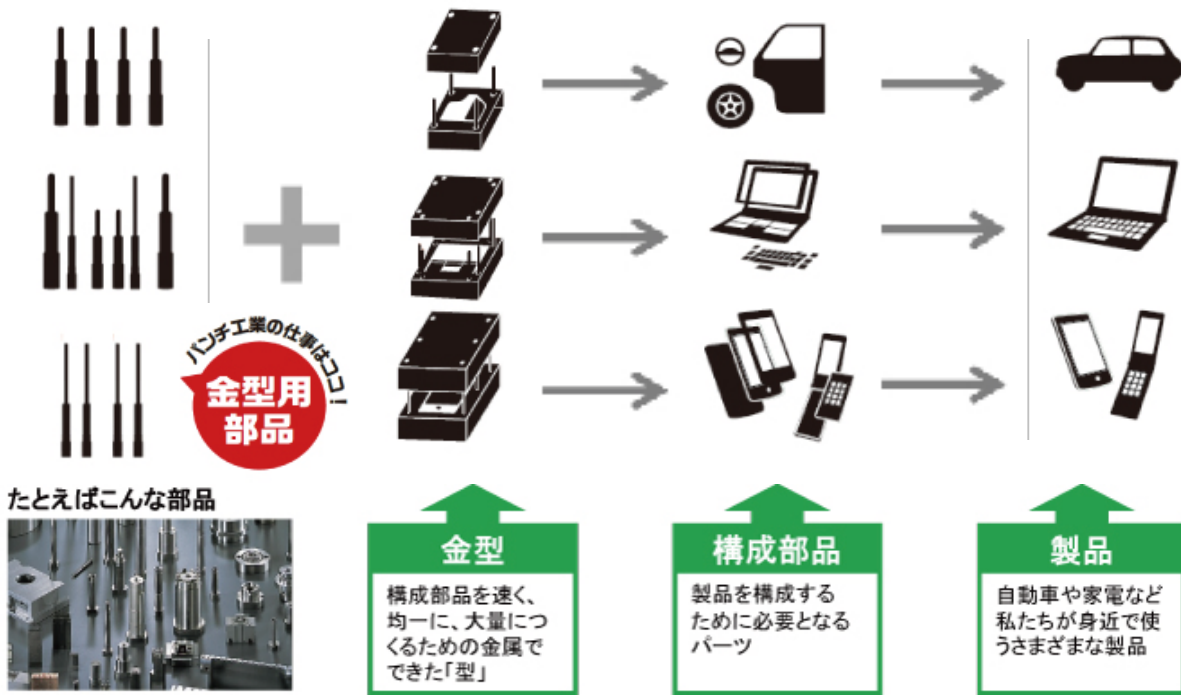 パンチ工業の仕事はココ!
金型用
部品
たとえばこんな部品
金型
構成部品を速く、
均一に、大量につ
くるための金属で
できた「型」
構成部品
製品を構成する
ために必要となる
パーツ
製品
自動車や家電など
私たちが身近で使
うさまざまな製品